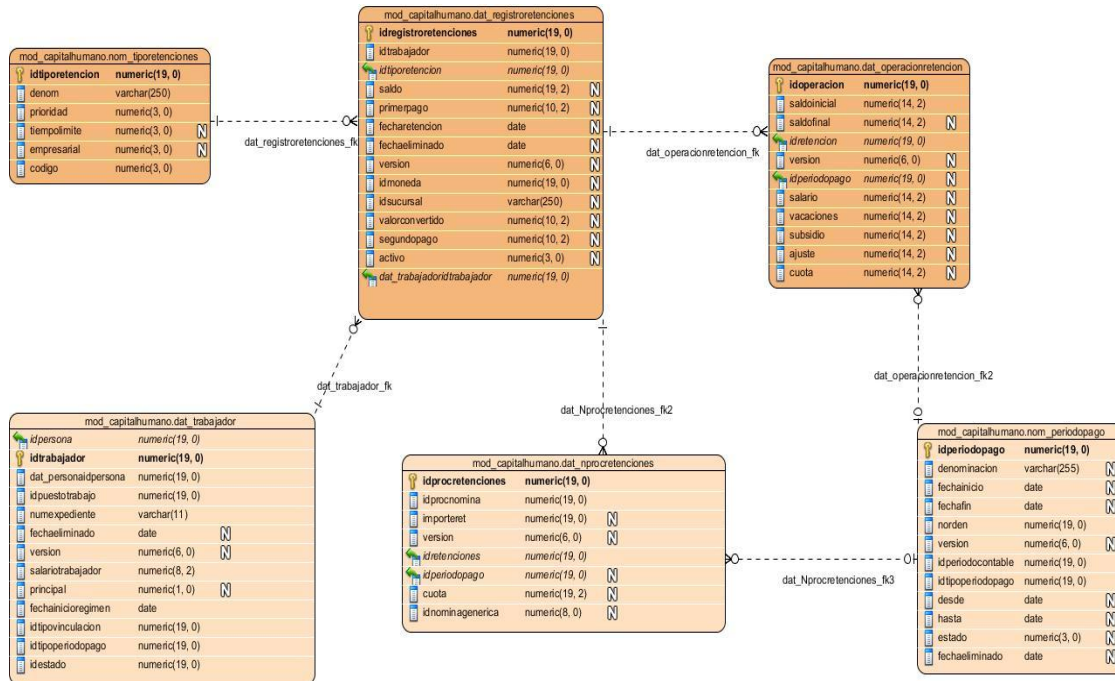 mod_capitalhumano.nom_tiporetenciones
idtiporetencion numeric(19, 0)
denom varchar(250)
prioridad numeric(3, 0)
tiempolimite numeric(3, 0) N
empresarial numeric(3, 0) N
codigo numeric(3, 0)
dat_registroretenciones_fk
mod_capitalhumano.dat_registroretenciones
idregistroretenciones numeric(19, 0)
idtrabajador numeric(19, 0)
idtiporetencion numeric(19, 0)
saldo numeric(19, 2) N
primerpago numeric(10, 2) N
fecharetencion date N
fechaeliminado date N
version numeric(6, 0) N
idmoneda numeric(19, 0) N
idsucursal varchar(250) N
valorconvertido numeric(10, 2) N
segundopago numeric(10, 2) N
activo numeric(3, 0) N
dat_trabajadoridtrabajador numeric(19, 0)
dat_operacionretencion_fk
mod_capitalhumano.dat_operacionretencion
idoperacion numeric(19, 0)
saldoinicial numeric(14, 2)
saldofinal numeric(14, 2) N
idretencion numeric(19, 0)
version numeric(6, 0) N
idperiodopago numeric(19, 0) N
salario numeric(14, 2) N
vacaciones numeric(14, 2) N
subsidio numeric(14, 2) N
ajuste numeric(14, 2) N
cuota numeric(14, 2) N
dat_trabajador_fk
dat_Nprocretenciones_fk2
dat_operacionretencion_fk2
mod_capitalhumano.dat_trabajador
idpersona numeric(19, 0)
idtrabajador numeric(19, 0)
dat_personaidpersona numeric(19, 0)
idpuestotrabajo numeric(19, 0)
numexpediente varchar(11)
fechaeliminado date N
version numeric(6, 0) N
salariotrabajador numeric(8, 2)
principal numeric(1, 0) N
fechainicioregimen date
idtipovinculacion numeric(19, 0)
idtipoperiodopago numeric(19, 0)
idestado numeric(19, 0)
mod_capitalhumano.dat_nprocretenciones
idprocretenciones numeric(19, 0)
idprocnomina numeric(19, 0)
importeret numeric(19, 0) N
version numeric(6, 0) N
idretenciones numeric(19, 0)
idperiodopago numeric(19, 0) N
cuota numeric(19, 2) N
idnominagenerica numeric(8, 0) N
dat_Nprocretenciones_fk3
mod_capitalhumano.nom_periodopago
idperiodopago numeric(19, 0)
denominacion varchar(255) N
fechainicio date N
fechafin date N
norden numeric(19, 0)
version numeric(6, 0) N
idperiodocontable numeric(19, 0)
idtipoperiodopago numeric(19, 0)
desde date N
hasta date N
estado numeric(3, 0) N
fechaeliminado date N